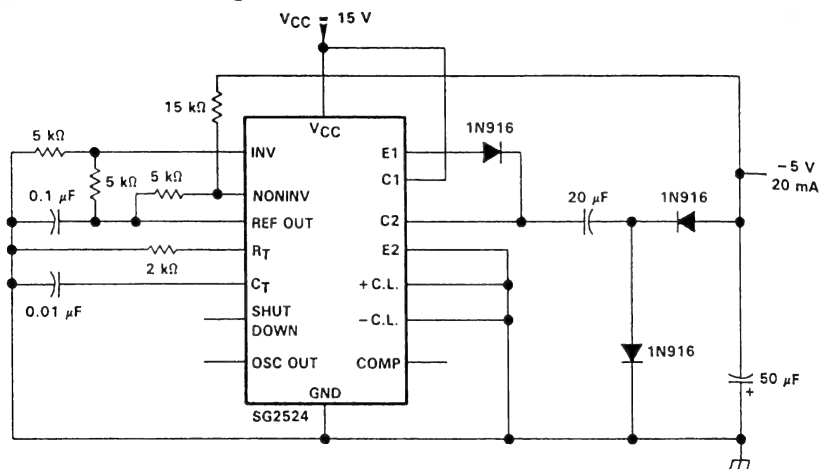 VCC = 15 V
15 kΩ
VCC
5 kΩ
INV
E1
1N916
5 kΩ
5 kΩ
C1
−5 V
20 mA
0.1 μF
NONINV
20 μF
1N916
REF OUT
C2
RT
E2
2 kΩ
CT
+ C.L.
0.01 μF
SHUT
DOWN
− C.L.
1N916
OSC OUT
COMP
50 μF
+
GND
SG2524